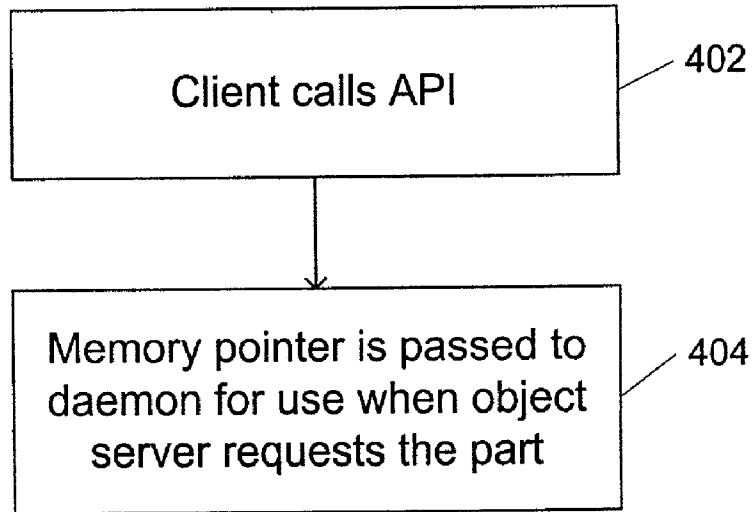 Client calls API
402
Memory pointer is passed to
daemon for use when object
server requests the part
404